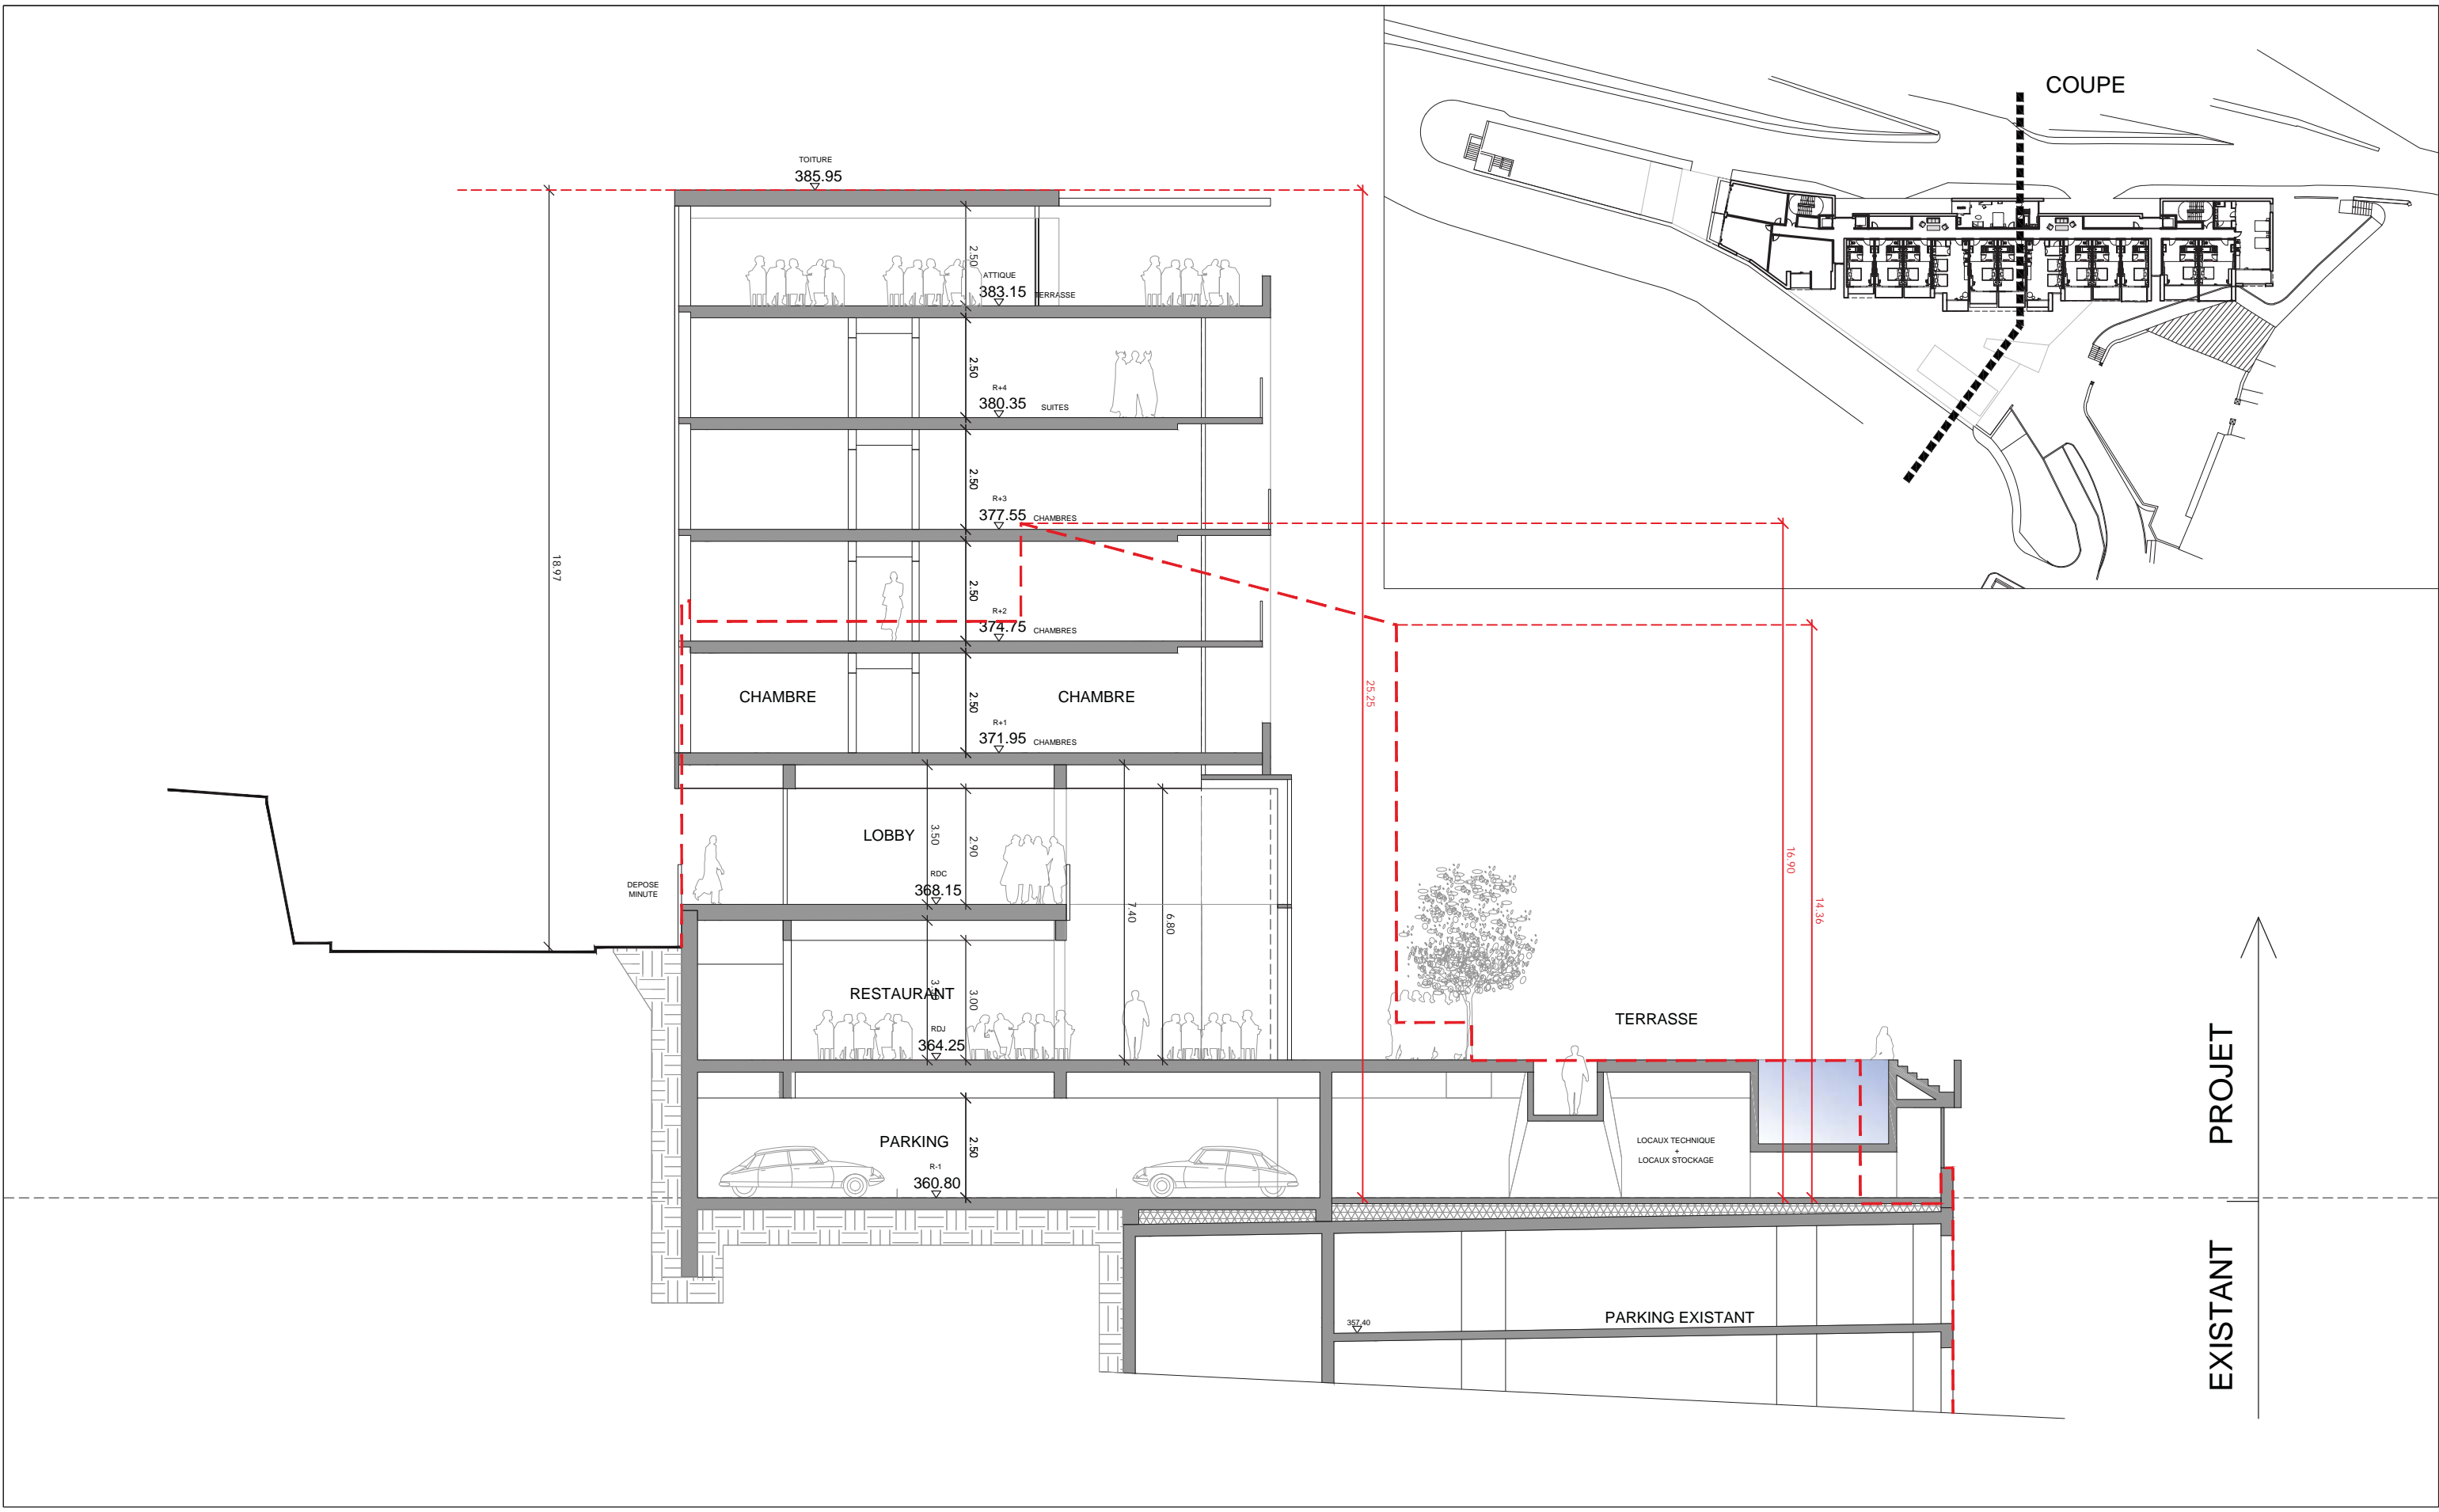 COUPE
TOITURE
385.95
2.50
ATTIQUE
383.15 TERRASSE
2.50
R+4
380.35 SUITES
2.50
R+3
377.55 CHAMBRES
18.97
2.50
R+2
374.75 CHAMBRES
25.25
CHAMBRE
CHAMBRE
2.50
R+1
371.95 CHAMBRES
LOBBY
3.50
2.90
16.90
DEPOSE
MINUTE
RDC
368.15
7.40
6.80
14.36
RESTAURANT
3.00
TERRASSE
RDJ
364.25
PROJET
PARKING
2.50
LOCAUX TECHNIQUE
+
LOCAUX STOCKAGE
R-1
360.80
EXISTANT
357.40
PARKING EXISTANT